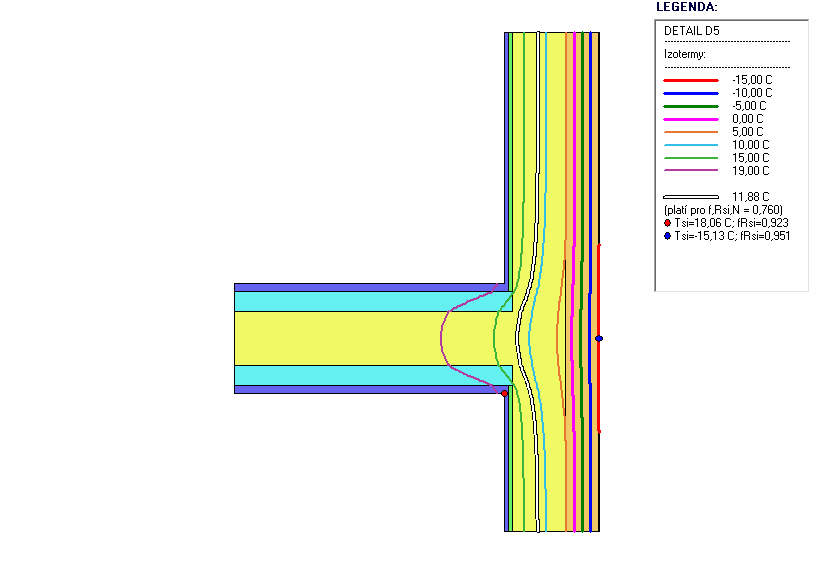 LEGENDA:
DETAIL D5
Izotermy:
-15,00 C
-10,00 C
-5,00 C
0,00 C
5,00 C
10,00 C
15,00 C
19,00 C
11,88 C
(platí pro f,Rsi,N = 0,760)
Tsi=18,06 C; fRsi=0,923
Tsi=-15,13 C; fRsi=0,951